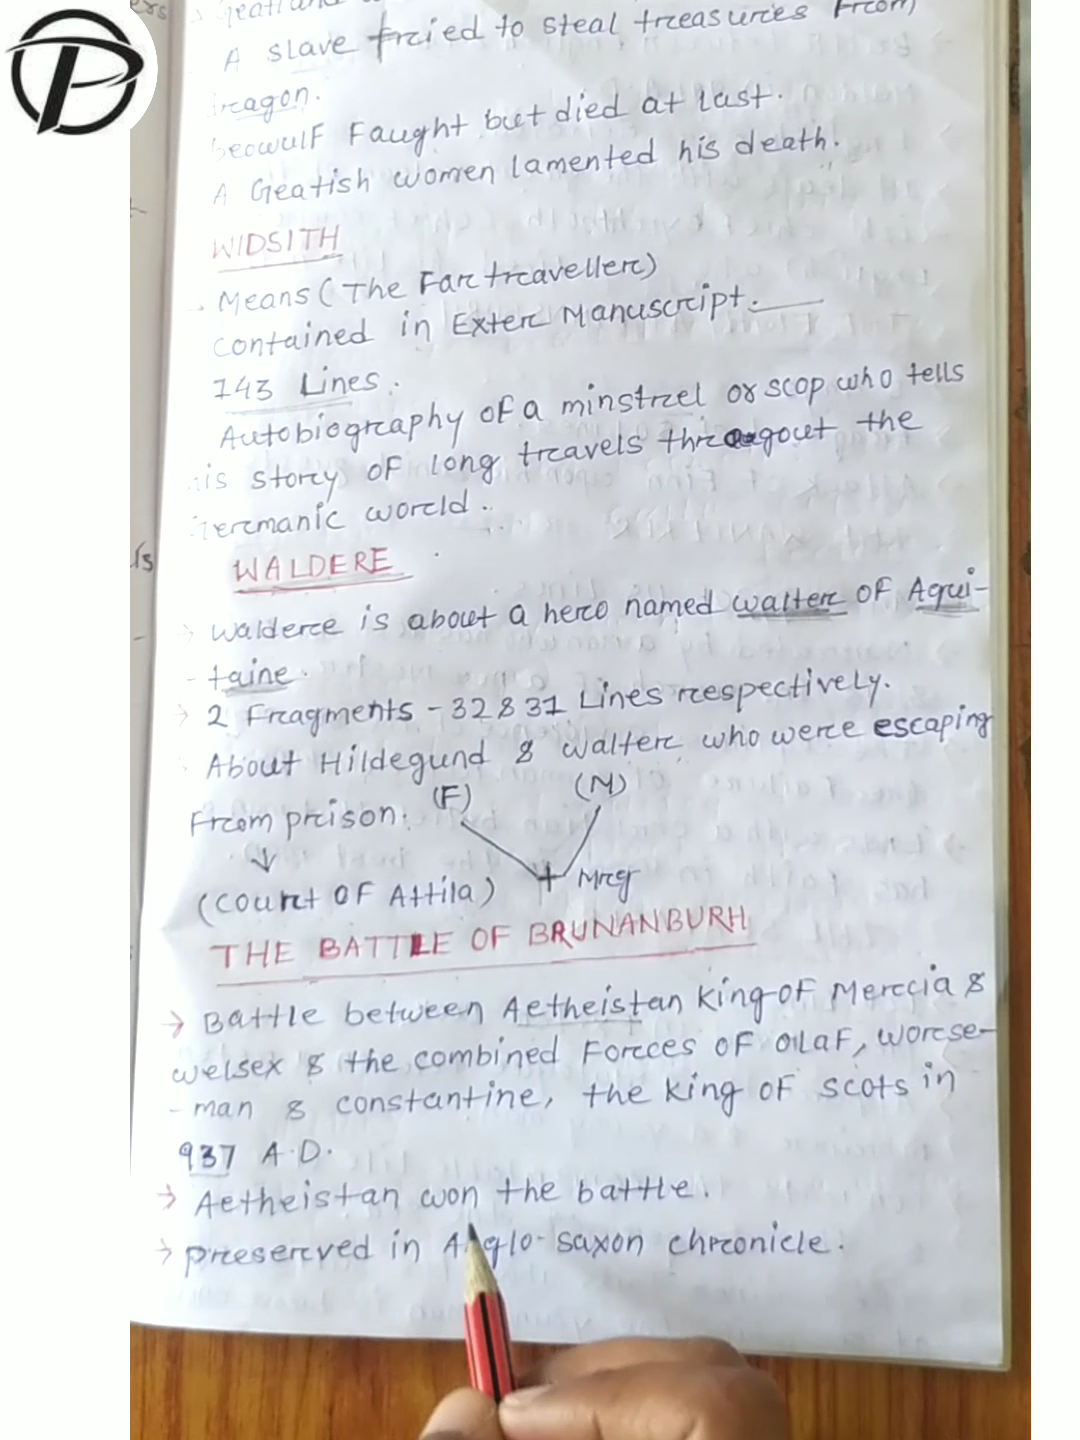 A slave tried to steal treasures From
dragon.
Beowulf Faught but died at last.
A Geatish women lamented his death.
WIDSITH
Means (The Far traveller)
contained in Exter Manuscript.
143 Lines.
Autobiography of a minstrel or scop who tells
is story of long travels througout the
Germanic world.
WALDERE
→ Waldere is about a hero named walter of Aqui-
- taine.
→ 2 Fragments - 32 & 31 Lines respectively.
About Hildegund & walter who were escaping
(F) (M)
From prison.
↓
(Court of Attila) + Mrg
THE BATTLE OF BRUNANBURH
→ Battle between Aetheistan King of Mercia &
welsex & the combined Forces of Olaf, worse-
- man & constantine, the king of scots in
937 A.D.
→ Aetheistan won the battle.
→ preserved in Anglo-saxon chronicle.